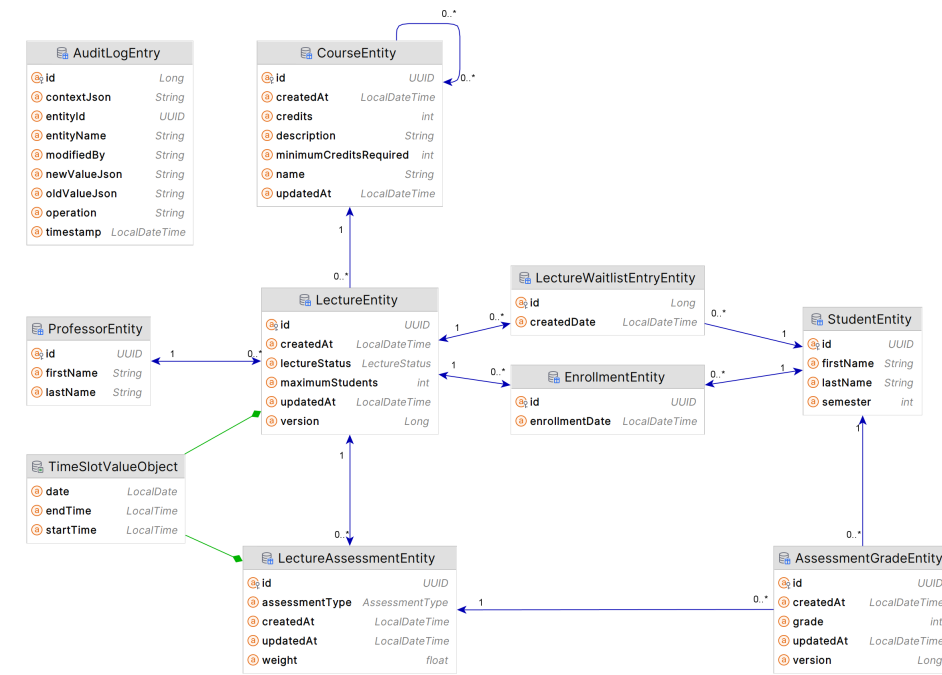 0..*
0..*
AuditLogEntry
id Long
contextJson String
entityId UUID
entityName String
modifiedBy String
newValueJson String
oldValueJson String
operation String
timestamp LocalDateTime
CourseEntity
id UUID
createdAt LocalDateTime
credits int
description String
minimumCreditsRequired int
name String
updatedAt LocalDateTime
1
0..*
ProfessorEntity
id UUID
firstName String
lastName String
1
0..*
LectureEntity
id UUID
createdAt LocalDateTime
lectureStatus LectureStatus
maximumStudents int
updatedAt LocalDateTime
version Long
1
0..*
LectureWaitlistEntryEntity
id Long
createdDate LocalDateTime
0..*
1
1
0..*
EnrollmentEntity
id UUID
enrollmentDate LocalDateTime
0..*
1
StudentEntity
id UUID
firstName String
lastName String
semester int
1
0..*
TimeSlotValueObject
date LocalDate
endTime LocalTime
startTime LocalTime
1
0..*
LectureAssessmentEntity
id UUID
assessmentType AssessmentType
createdAt LocalDateTime
updatedAt LocalDateTime
weight float
1
0..*
AssessmentGradeEntity
id UUID
createdAt LocalDateTime
grade int
updatedAt LocalDateTime
version Long